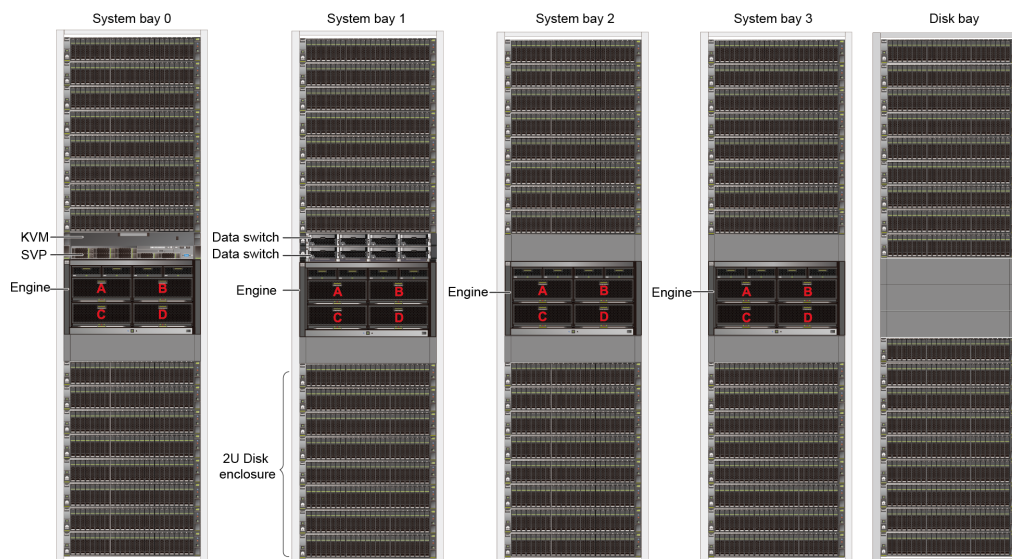 System bay 0
System bay 1
System bay 2
System bay 3
Disk bay
KVM
SVP
Engine
A B
C D
Data switch
Data switch
Engine
A B
C D
Engine
A B
C D
Engine
A B
C D
2U Disk
enclosure